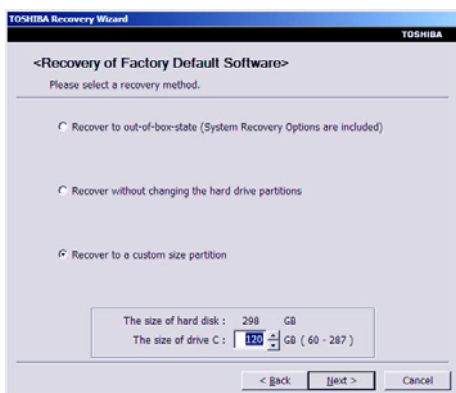 TOSHIBA Recovery Wizard
TOSHIBA
<Recovery of Factory Default Software>
Please select a recovery method.
Recover to out-of-box-state (System Recovery Options are included)
Recover without changing the hard drive partitions
Recover to a custom size partition
The size of hard disk : 298 GB
The size of drive C : 120 GB ( 60 - 287 )
< Back Next > Cancel